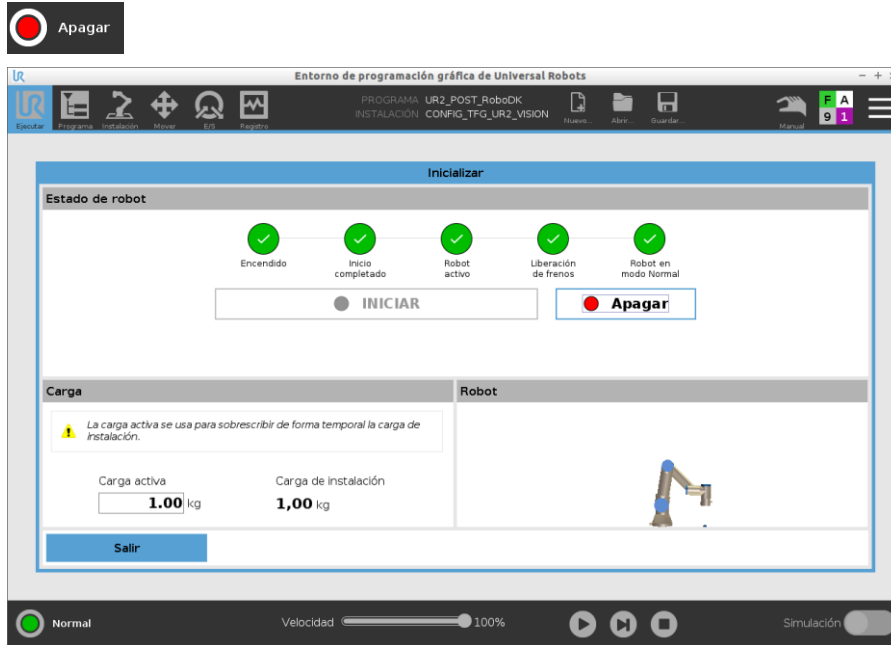 Apagar
UR
Entorno de programación gráfica de Universal Robots
UR
Ejecutar
Programa
Instalación
Mover
E/S
Registro
PROGRAMA UR2_POST_RoboDK
INSTALACIÓN CONFIG_TFG_UR2_VISION
Nuevo...
Abrir...
Guardar...
Manual
F A
9 1
Inicializar
Estado de robot
Encendido
Inicio
completado
Robot
activo
Liberación
de frenos
Robot en
modo Normal
INICIAR
Apagar
Carga
Robot
La carga activa se usa para sobrescribir de forma temporal la carga de
instalación.
Carga activa
Carga de instalación
1.00 kg
1,00 kg
Salir
Normal
Velocidad
100%
Simulación